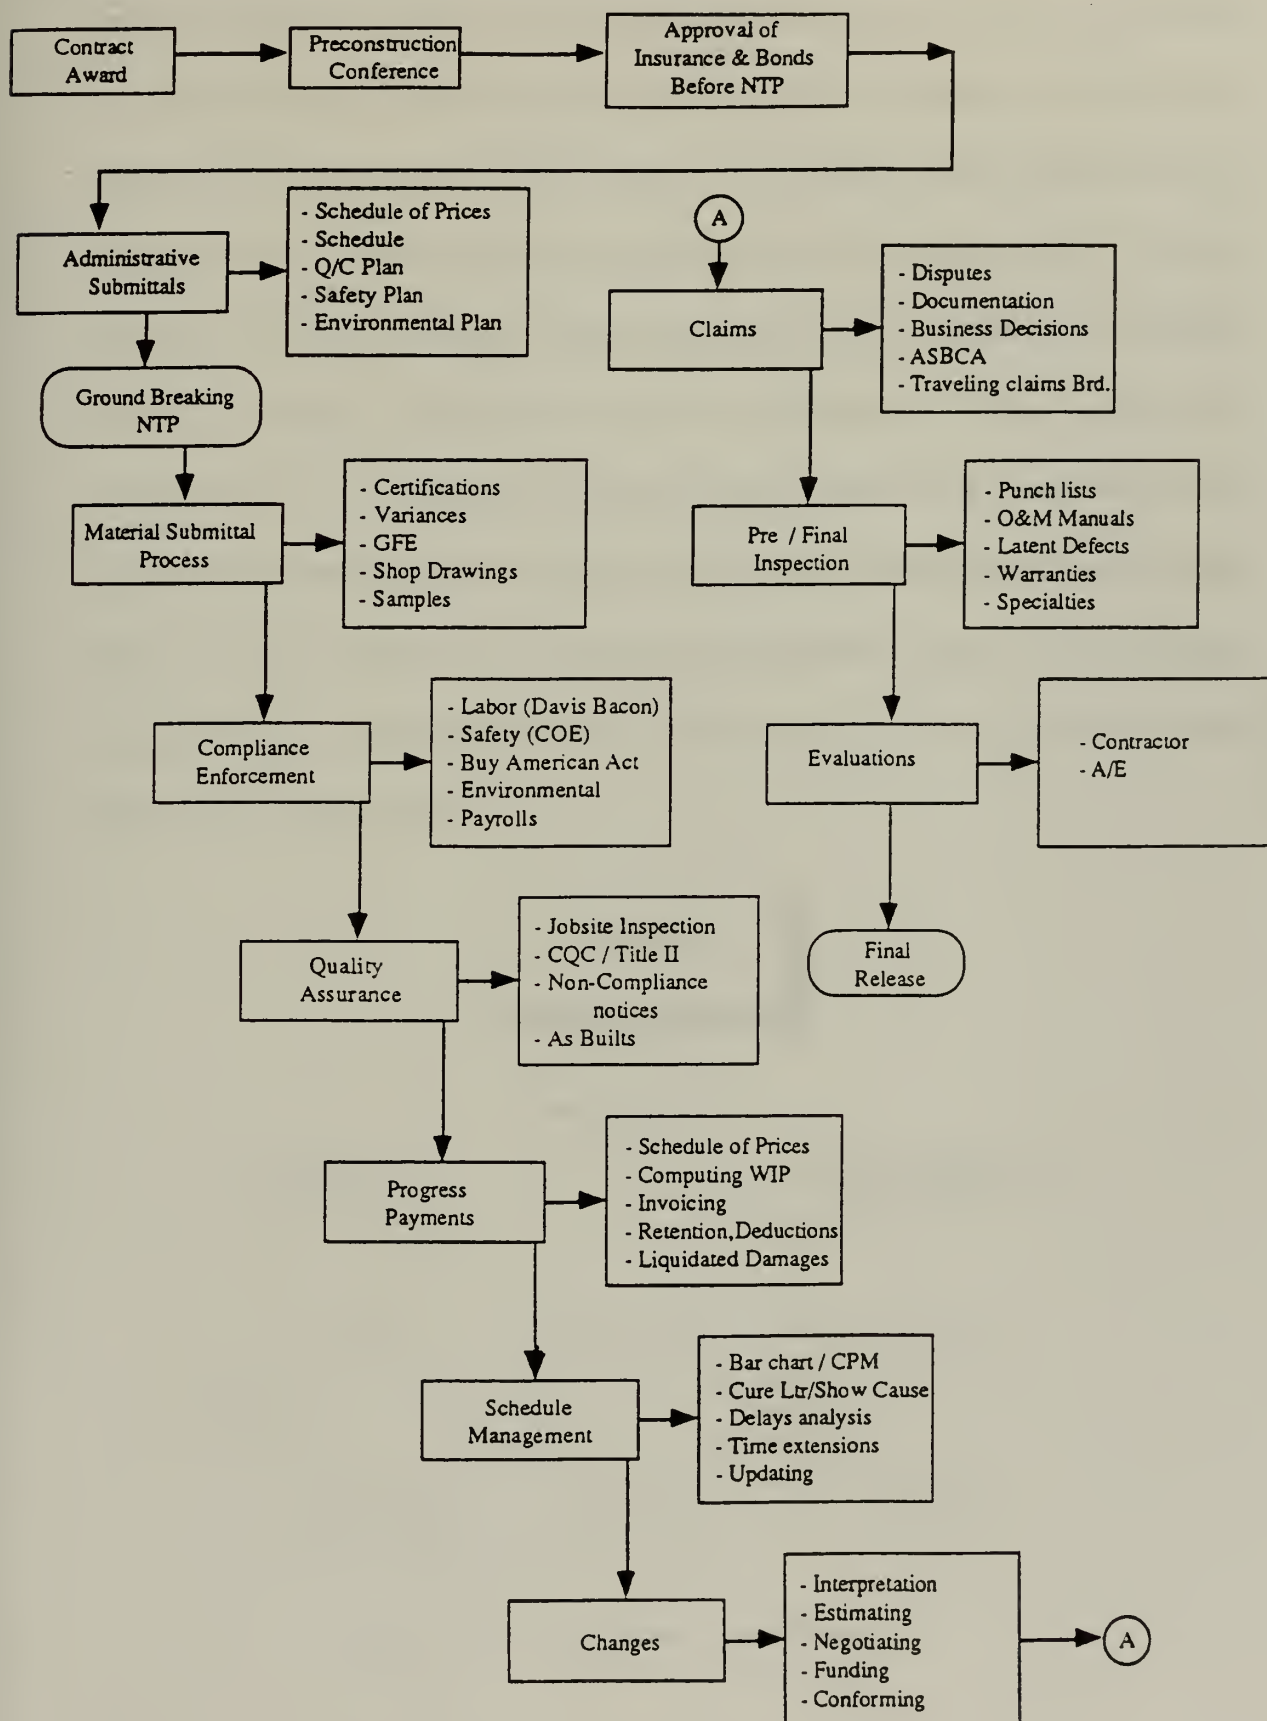 Contract
Award
Preconstruction
Conference
Approval of
Insurance & Bonds
Before NTP
Administrative
Submittals
- Schedule of Prices
- Schedule
- Q/C Plan
- Safety Plan
- Environmental Plan
Ground Breaking
NTP
Material Submittal
Process
- Certifications
- Variances
- GFE
- Shop Drawings
- Samples
Compliance
Enforcement
- Labor (Davis Bacon)
- Safety (COE)
- Buy American Act
- Environmental
- Payrolls
Quality
Assurance
- Jobsite Inspection
- CQC / Title II
- Non-Compliance
notices
- As Builts
Progress
Payments
- Schedule of Prices
- Computing WIP
- Invoicing
- Retention,Deductions
- Liquidated Damages
Schedule
Management
- Bar chart / CPM
- Cure Ltr/Show Cause
- Delays analysis
- Time extensions
- Updating
Changes
- Interpretation
- Estimating
- Negotiating
- Funding
- Conforming
A
A
Claims
- Disputes
- Documentation
- Business Decisions
- ASBCA
- Traveling claims Brd.
Pre / Final
Inspection
- Punch lists
- O&M Manuals
- Latent Defects
- Warranties
- Specialties
Evaluations
- Contractor
- A/E
Final
Release